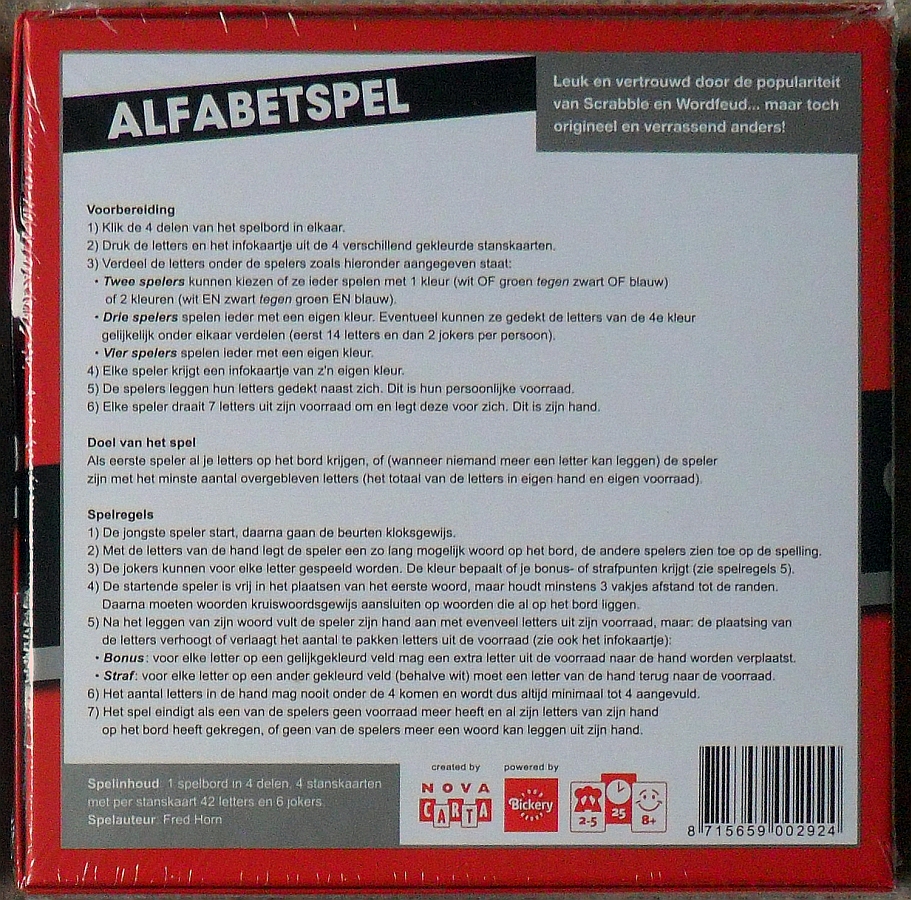 ALFABETSPEL
Leuk en vertrouwd door de populariteit
van Scrabble en Wordfeud... maar toch
origineel en verrassend anders!
Voorbereiding
1) Klik de 4 delen van het spelbord in elkaar.
2) Druk de letters en het infokaartje uit de 4 verschillend gekleurde stanskaarten.
3) Verdeel de letters onder de spelers zoals hieronder aangegeven staat:
• Twee spelers kunnen kiezen of ze ieder spelen met 1 kleur (wit OF groen tegen zwart OF blauw)
of 2 kleuren (wit EN zwart tegen groen EN blauw).
• Drie spelers spelen ieder met een eigen kleur. Eventueel kunnen ze gedekt de letters van de 4e kleur
gelijkelijk onder elkaar verdelen (eerst 14 letters en dan 2 jokers per persoon).
• Vier spelers spelen ieder met een eigen kleur.
4) Elke speler krijgt een infokaartje van z'n eigen kleur.
5) De spelers leggen hun letters gedekt naast zich. Dit is hun persoonlijke voorraad.
6) Elke speler draait 7 letters uit zijn voorraad om en legt deze voor zich. Dit is zijn hand.
Doel van het spel
Als eerste speler al je letters op het bord krijgen, of (wanneer niemand meer een letter kan leggen) de speler
zijn met het minste aantal overgebleven letters (het totaal van de letters in eigen hand en eigen voorraad).
Spelregels
1) De jongste speler start, daarna gaan de beurten kloksgewijs.
2) Met de letters van de hand legt de speler een zo lang mogelijk woord op het bord, de andere spelers zien toe op de spelling.
3) De jokers kunnen voor elke letter gespeeld worden. De kleur bepaalt of je bonus- of strafpunten krijgt (zie spelregels 5).
4) De startende speler is vrij in het plaatsen van het eerste woord, maar houdt minstens 3 vakjes afstand tot de randen.
Daarna moeten woorden kruiswoordsgewijs aansluiten op woorden die al op het bord liggen.
5) Na het leggen van zijn woord vult de speler zijn hand aan met evenveel letters uit zijn voorraad, maar: de plaatsing van
de letters verhoogt of verlaagt het aantal te pakken letters uit de voorraad (zie ook het infokaartje):
• Bonus: voor elke letter op een gelijkgekleurd veld mag een extra letter uit de voorraad naar de hand worden verplaatst.
• Straf: voor elke letter op een ander gekleurd veld (behalve wit) moet een letter van de hand terug naar de voorraad.
6) Het aantal letters in de hand mag nooit onder de 4 komen en wordt dus altijd minimaal tot 4 aangevuld.
7) Het spel eindigt als een van de spelers geen voorraad meer heeft en al zijn letters van zijn hand
op het bord heeft gekregen, of geen van de spelers meer een woord kan leggen uit zijn hand.
Spelinhoud 1 spelbord in 4 delen. 4 stanskaarten
met per stanskaart 42 letters en 6 jokers.
Spelauteur. Fred Horn
created by
NOVA
CARTA
powered by
Bickery
2-5
25
8+
8 715659 002924